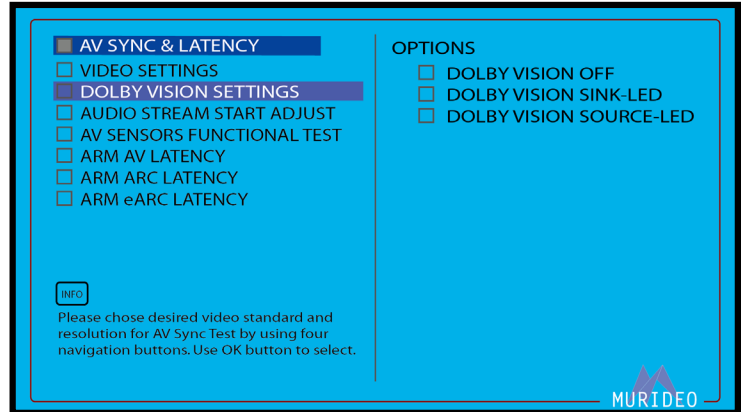 AV SYNC & LATENCY
VIDEO SETTINGS
DOLBY VISION SETTINGS
AUDIO STREAM START ADJUST
AV SENSORS FUNCTIONAL TEST
ARM AV LATENCY
ARM ARC LATENCY
ARM eARC LATENCY
INFO
Please chose desired video standard and
resolution for AV Sync Test by using four
navigation buttons. Use OK button to select.
OPTIONS
DOLBY VISION OFF
DOLBY VISION SINK-LED
DOLBY VISION SOURCE-LED
MURIDEO